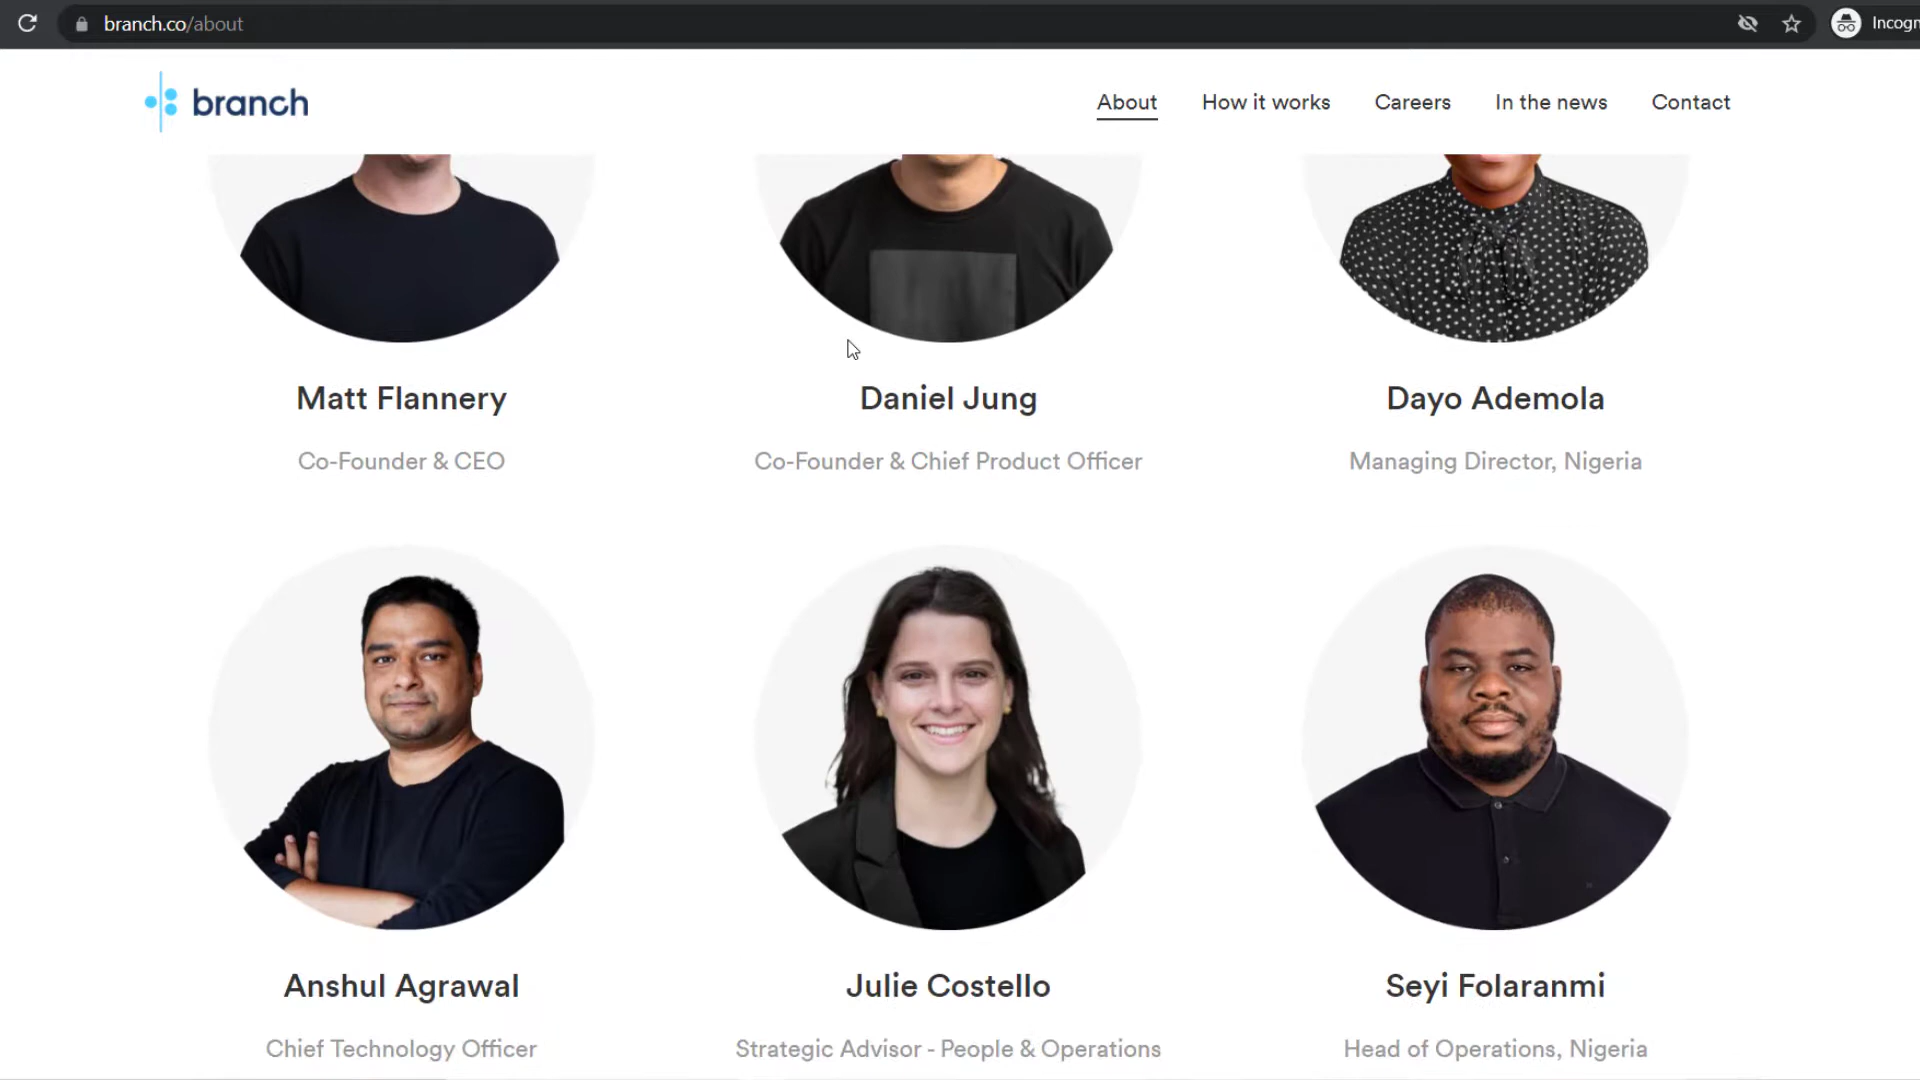 branch.co/about
Incogn
branch
About How it works Careers In the news Contact
Matt Flannery Daniel Jung Dayo Ademola
Co-Founder & CEO Co-Founder & Chief Product Officer Managing Director, Nigeria
Anshul Agrawal Julie Costello Seyi Folaranmi
Chief Technology Officer Strategic Advisor - People & Operations Head of Operations, Nigeria